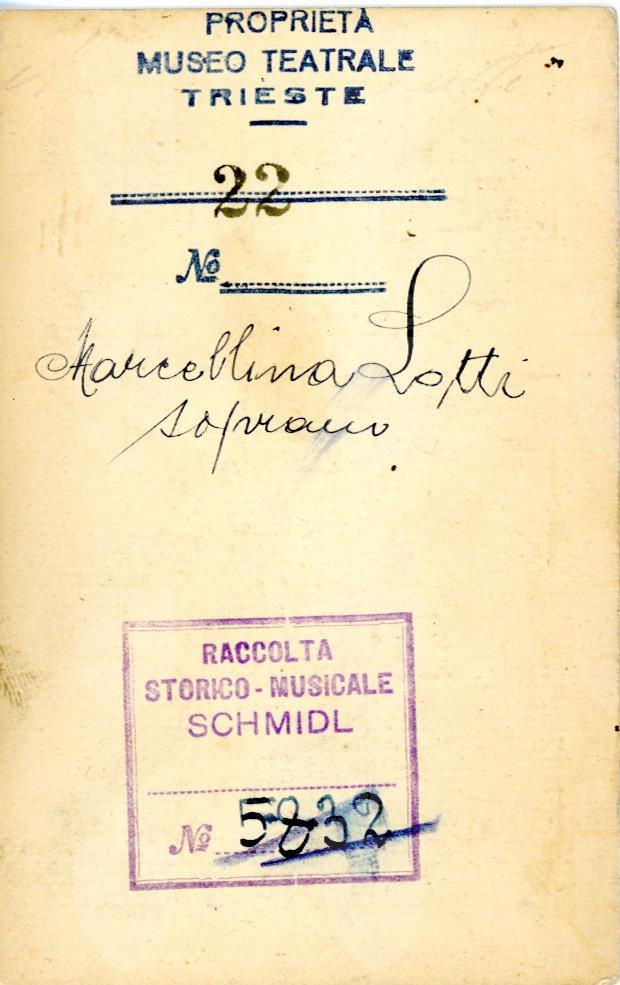 PROPRIETÀ
MUSEO TEATRALE
TRIESTE
22
No
Marcellina Lotti
soprano
RACCOLTA
STORICO-MUSICALE
SCHMIDL
No 5832